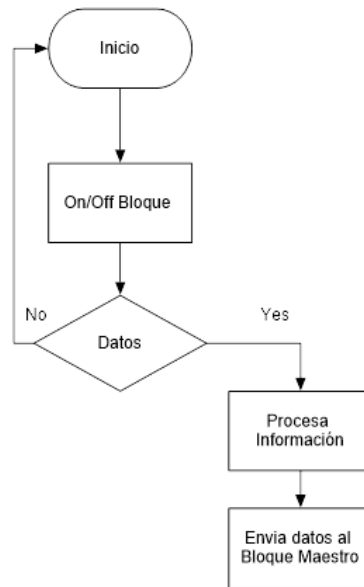 Inicio
On/Off Bloque
No
Datos
Yes
Procesa
Información
Envia datos al
Bloque Maestro